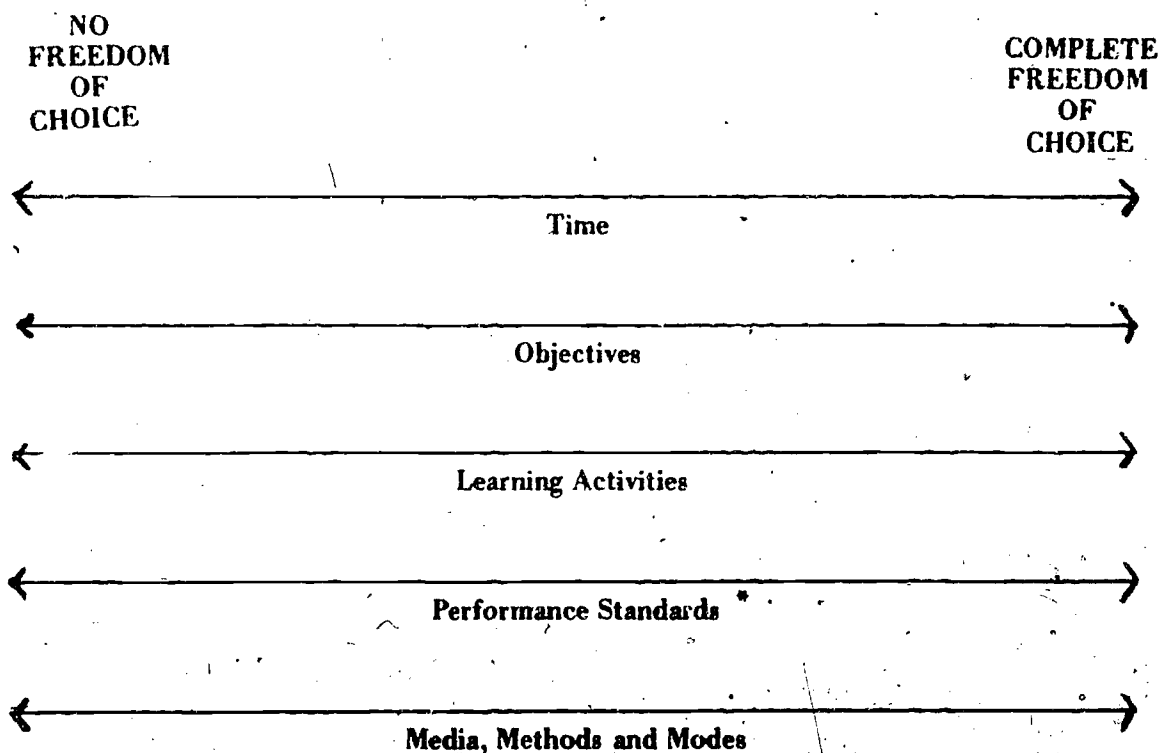 NO
FREEDOM
OF
CHOICE
COMPLETE
FREEDOM
OF
CHOICE
Time
Objectives
Learning Activities
Performance Standards *
Media, Methods and Modes